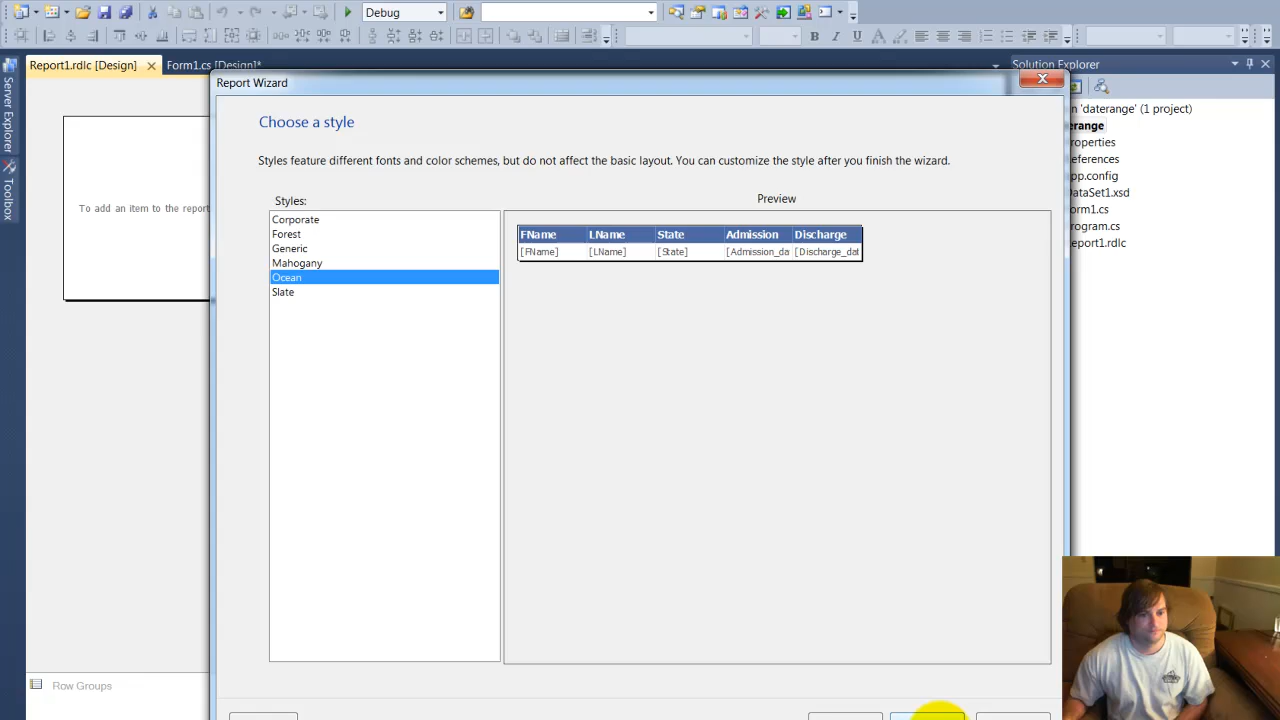 Debug
B I U
Report1.rdlc [Design]
Form1.cs [Design]*
Solution Explorer
Server Explorer
Toolbox
Report Wizard
n 'daterange' (1 project)
erange
roperties
eferences
pp.config
DataSet1.xsd
orm1.cs
rogram.cs
eport1.rdlc
Choose a style
Styles feature different fonts and color schemes, but do not affect the basic layout. You can customize the style after you finish the wizard.
To add an item to the report
Styles:
Corporate
Forest
Generic
Mahogany
Ocean
Slate
Preview
FName LName State Admission Discharge
[FName] [LName] [State] [Admission_da [Discharge_dat
Row Groups